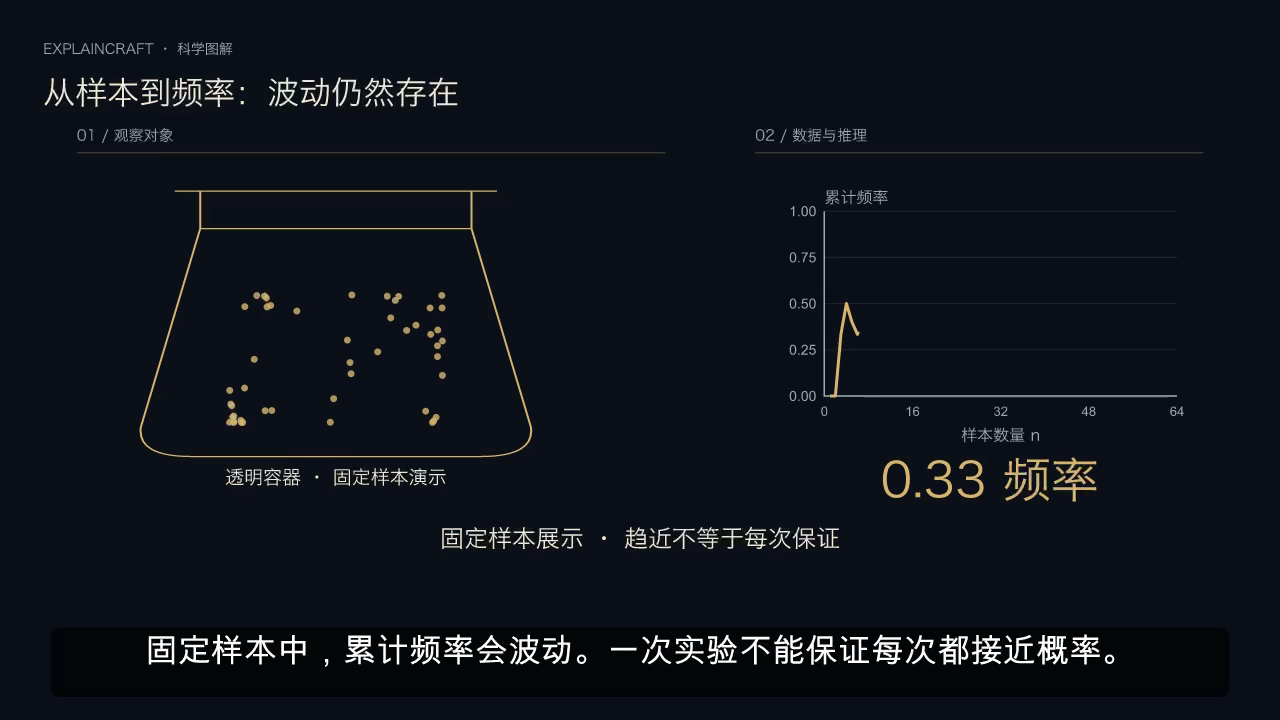 EXPLAINCRAFT · 科学图解
从样本到频率：波动仍然存在
01 / 观察对象
02 / 数据与推理
累计频率
1.00
0.75
0.50
0.25
0.00
0 16 32 48 64
样本数量 n
0.33 频率
透明容器 · 固定样本演示
固定样本展示 · 趋近不等于每次保证
固定样本中，累计频率会波动。一次实验不能保证每次都接近概率。